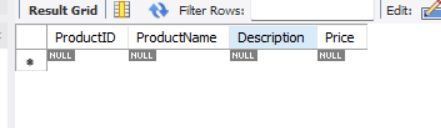 Result Grid Filter Rows: Edit:
ProductID ProductName Description Price
NULL NULL NULL NULL